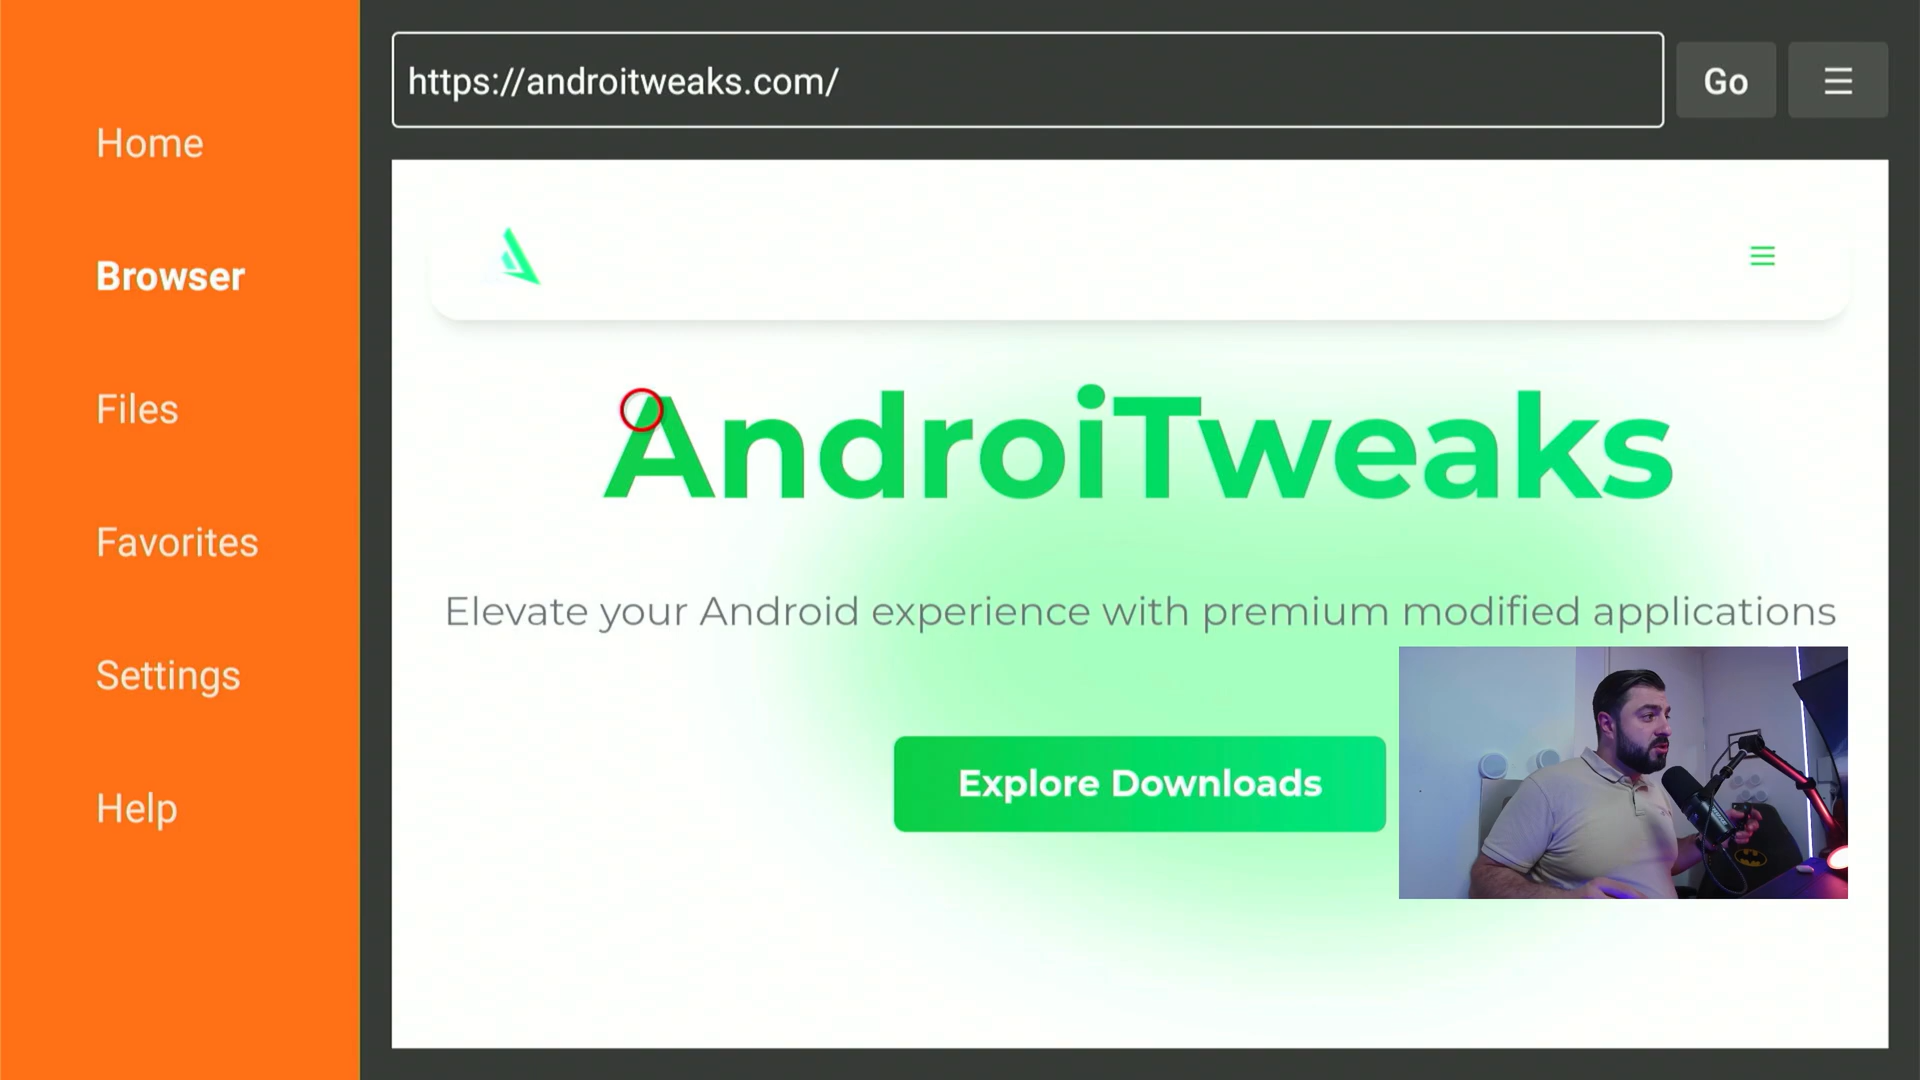 Home
Browser
Files
Favorites
Settings
Help
https://androitweaks.com/
Go
AndroiTweaks
Elevate your Android experience with premium modified applications
Explore Downloads